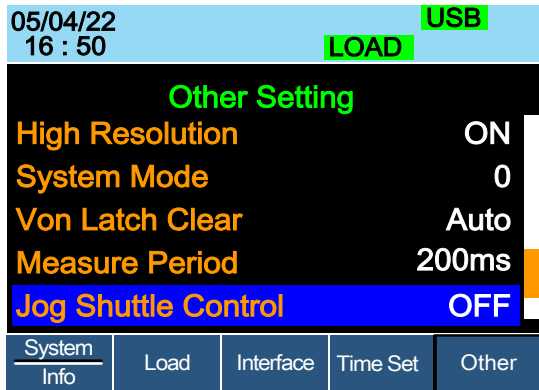 05/04/22 USB
16 : 50 LOAD
Other Setting
High Resolution ON
System Mode 0
Von Latch Clear Auto
Measure Period 200ms
Jog Shuttle Control OFF
System
Info Load Interface Time Set Other